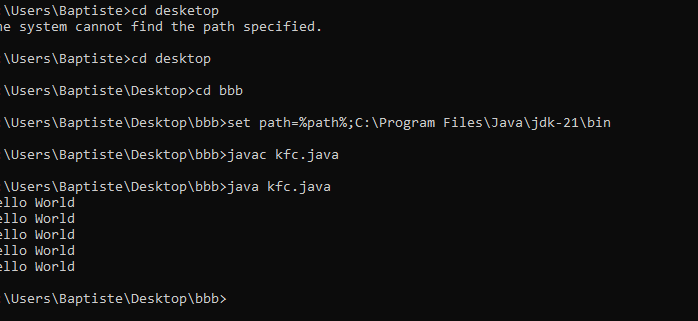 :\Users\Baptiste>cd desketop
he system cannot find the path specified.
:\Users\Baptiste>cd desktop
:\Users\Baptiste\Desktop>cd bbb
:\Users\Baptiste\Desktop\bbb>set path=%path%;C:\Program Files\Java\jdk-21\bin
:\Users\Baptiste\Desktop\bbb>javac kfc.java
:\Users\Baptiste\Desktop\bbb>java kfc.java
ello World
ello World
ello World
ello World
ello World
:\Users\Baptiste\Desktop\bbb>